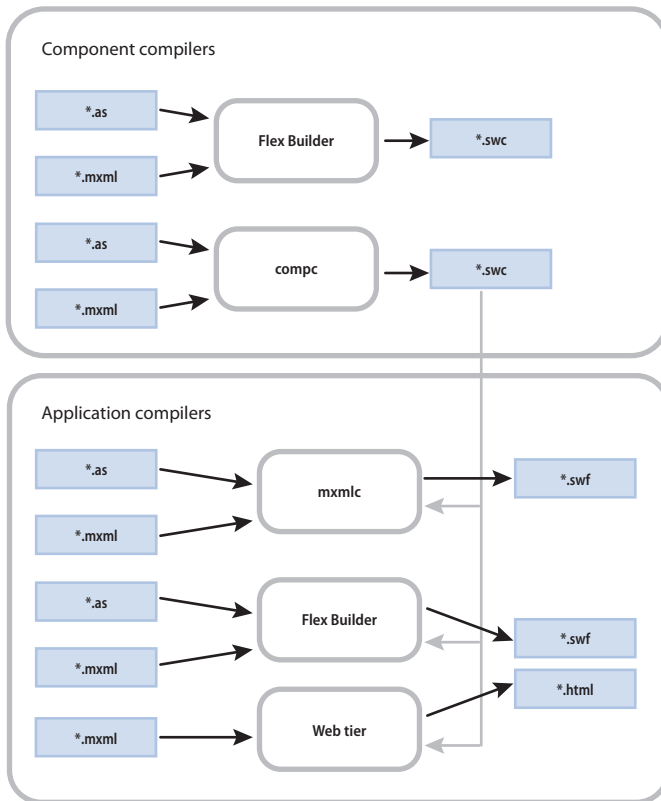 Component compilers
*.as
Flex Builder
*.swc
*.mxml
*.as
compc
*.swc
*.mxml
Application compilers
*.as
mxmlc
*.swf
*.mxml
*.as
Flex Builder
*.swf
*.mxml
*.html
*.mxml
Web tier